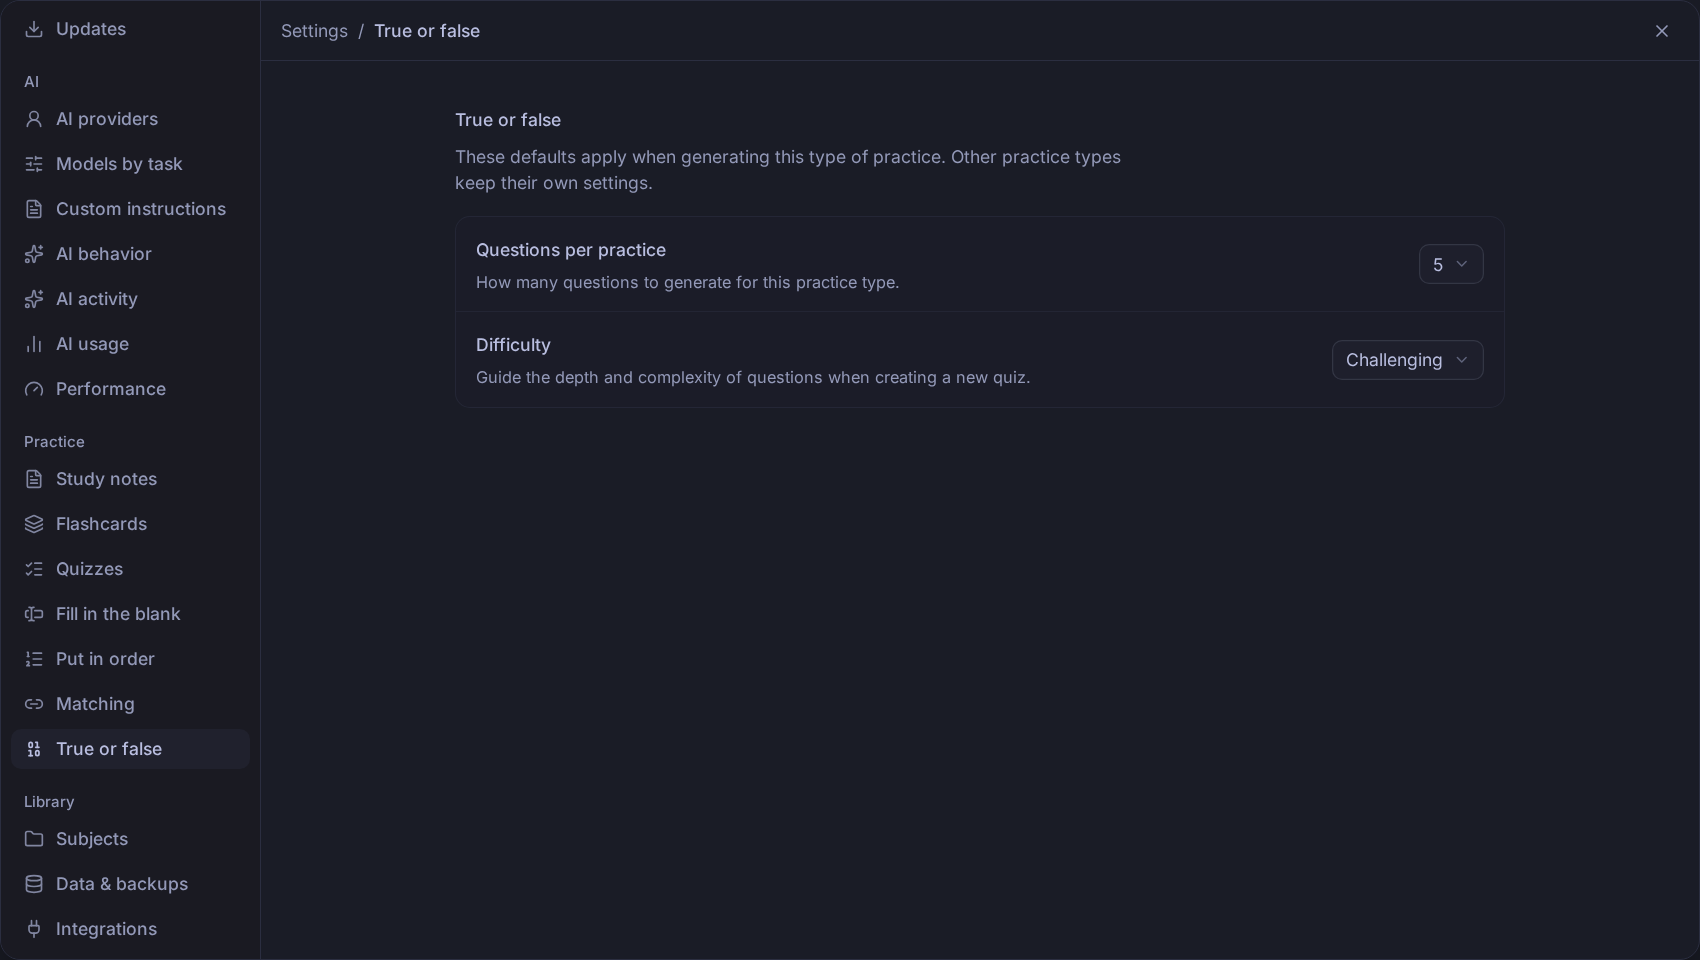 Updates
AI
AI providers
Models by task
Custom instructions
AI behavior
AI activity
AI usage
Performance
Practice
Study notes
Flashcards
Quizzes
Fill in the blank
Put in order
Matching
True or false
Library
Subjects
Data & backups
Integrations
Settings / True or false
True or false
These defaults apply when generating this type of practice. Other practice types
keep their own settings.
Questions per practice
How many questions to generate for this practice type.
5
Difficulty
Guide the depth and complexity of questions when creating a new quiz.
Challenging